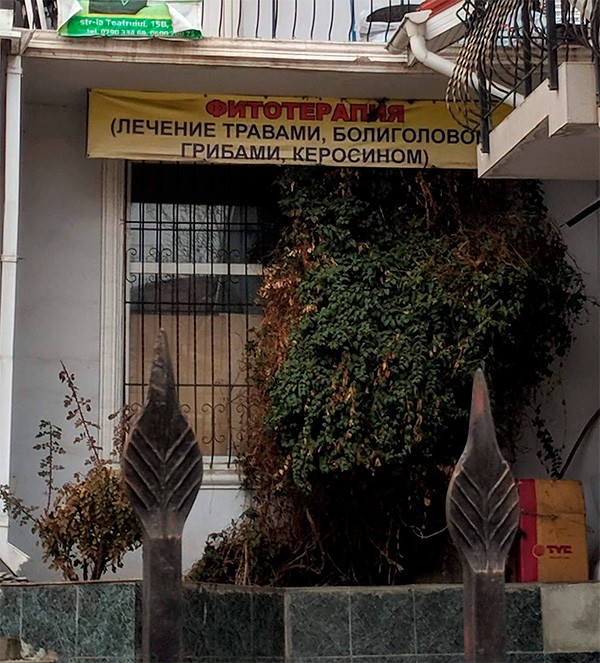 str-la Teatrului, 15B,
ФИТОТЕРАПИЯ
(ЛЕЧЕНИЕ ТРАВАМИ, БОЛИГОЛОВОМ
ГРИБАМИ, КЕРОСИНОМ)
TYC